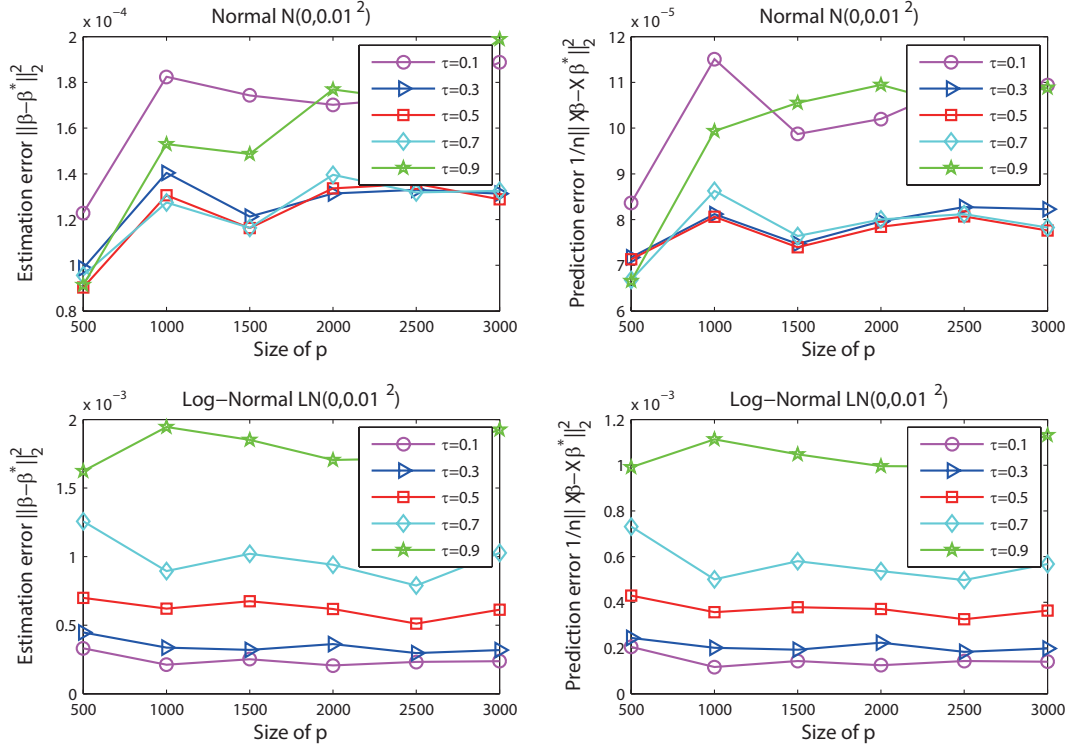 Normal N(0,0.01 ²)
x 10⁻⁴
Estimation error ||β−β*||₂²
2
1.8
1.6
1.4
1.2
1
0.8
500 1000 1500 2000 2500 3000
Size of p
τ=0.1
τ=0.3
τ=0.5
τ=0.7
τ=0.9
Normal N(0,0.01 ²)
x 10⁻⁵
Prediction error 1/n|| Xβ−Xβ*||₂²
12
11
10
9
8
7
6
500 1000 1500 2000 2500 3000
Size of p
τ=0.1
τ=0.3
τ=0.5
τ=0.7
τ=0.9
Log−Normal LN(0,0.01 ²)
x 10⁻³
Estimation error ||β−β*||₂²
2
1.5
1
0.5
0
500 1000 1500 2000 2500 3000
Size of p
τ=0.1
τ=0.3
τ=0.5
τ=0.7
τ=0.9
Log−Normal LN(0,0.01 ²)
x 10⁻³
Prediction error 1/n|| Xβ−Xβ*||₂²
1.2
1
0.8
0.6
0.4
0.2
0
500 1000 1500 2000 2500 3000
Size of p
τ=0.1
τ=0.3
τ=0.5
τ=0.7
τ=0.9